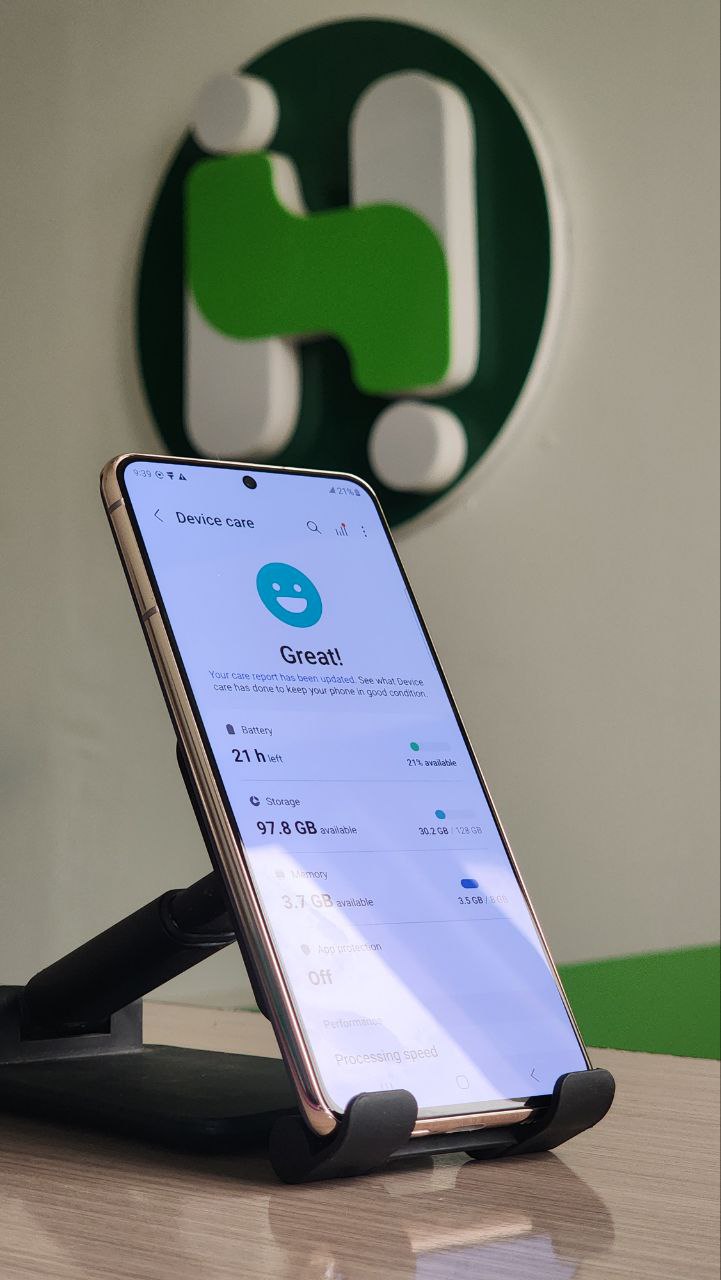 9:39
21%
Device care
Great!
Your care report has been updated. See what Device
care has done to keep your phone in good condition.
Battery
21 h left
21% available
Storage
97.8 GB available
30.2 GB / 128 GB
Memory
3.7 GB available
3.5 GB / 8 GB
App protection
Off
Performance
Processing speed